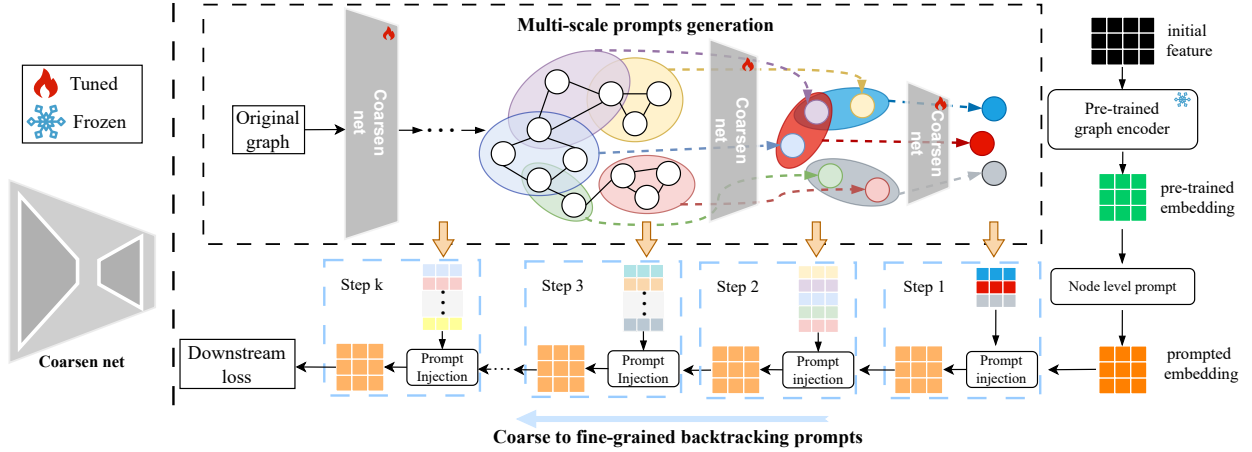 Multi-scale prompts generation
Tuned
Frozen
Coarsen net
Original
graph
Coarsen
net
Coarsen
net
Coarsen
net
initial
feature
Pre-trained
graph encoder
pre-trained
embedding
Node level prompt
prompted
embedding
Step k
Step 3
Step 2
Step 1
Downstream
loss
Prompt
Injection
Prompt
Injection
Prompt
injection
Prompt
injection
Coarse to fine-grained backtracking prompts